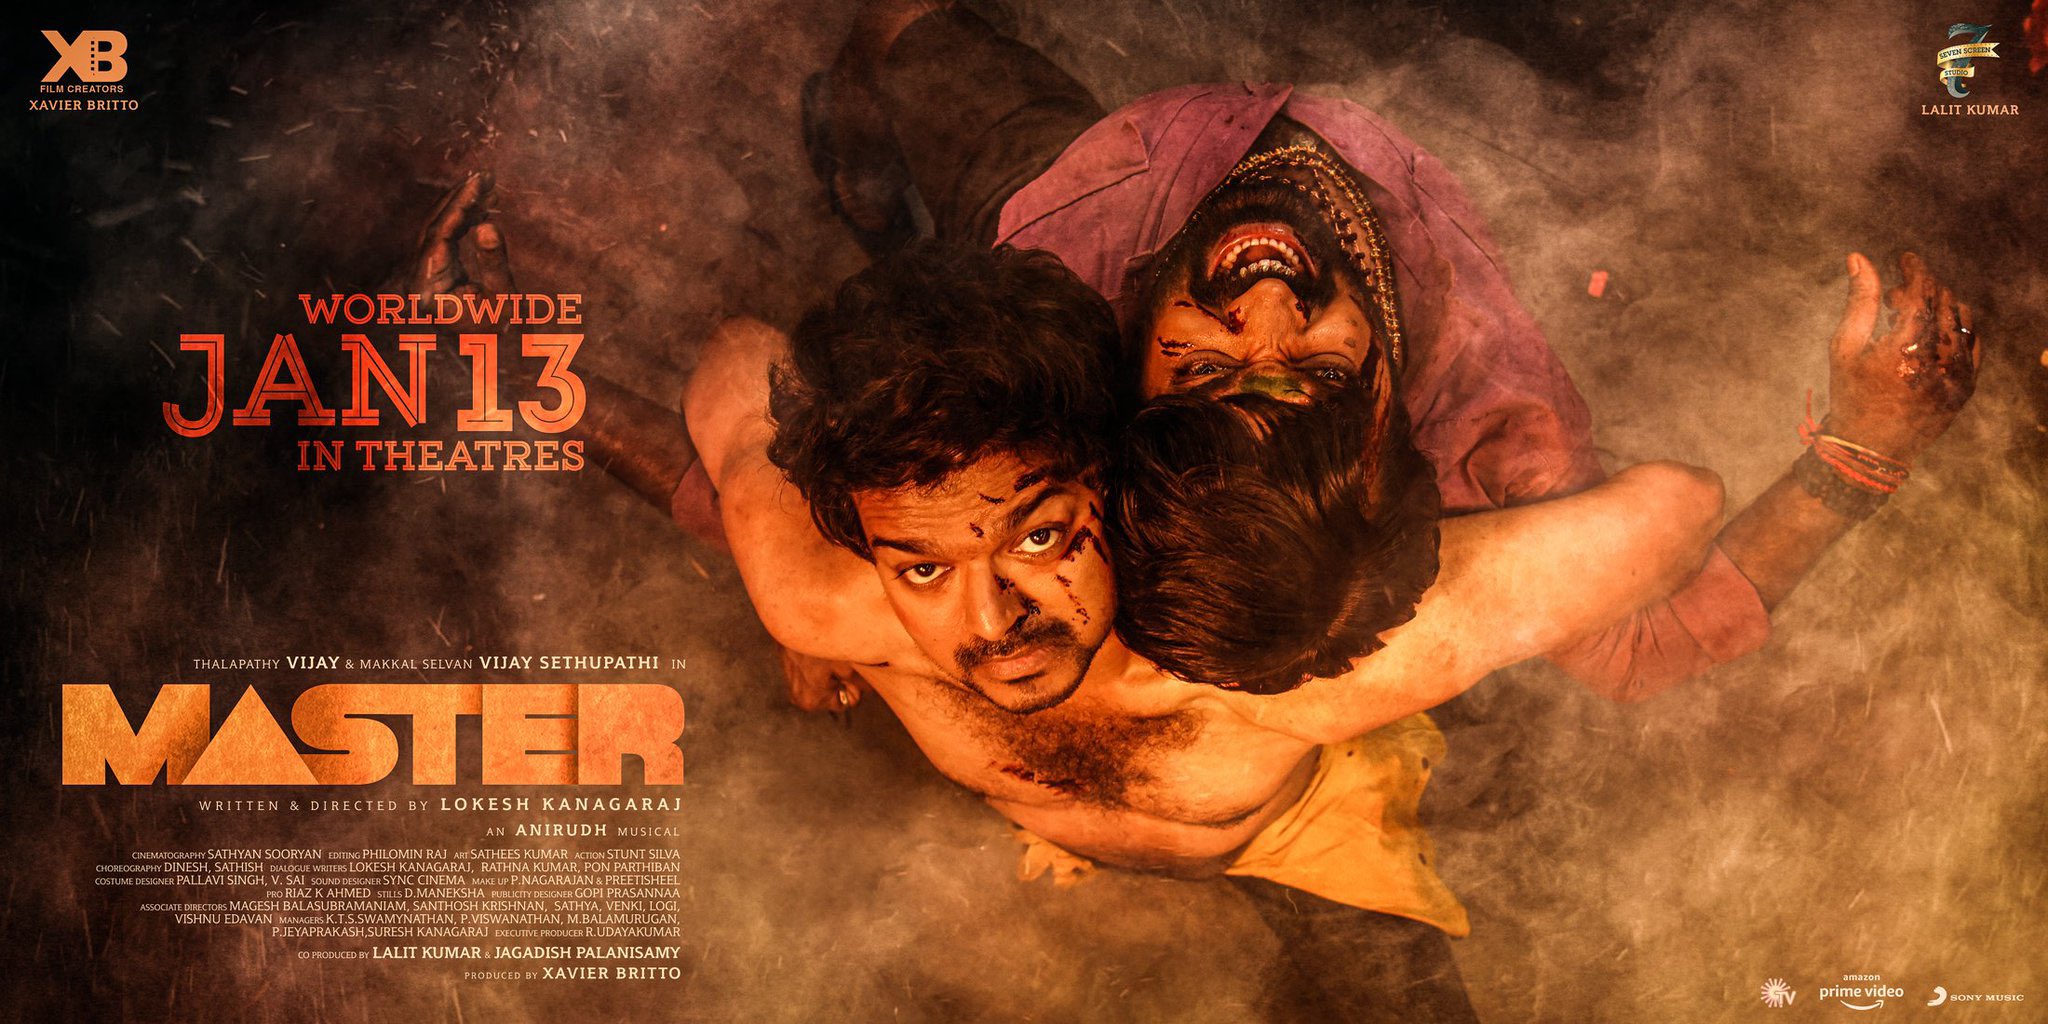 XB
FILM CREATORS
XAVIER BRITTO
7
SEVEN SCREEN
STUDIO
LALIT KUMAR
WORLDWIDE
JAN 13
IN THEATRES
THALAPATHY VIJAY & MAKKAL SELVAN VIJAY SETHUPATHI IN
MASTER
WRITTEN & DIRECTED BY LOKESH KANAGARAJ
AN ANIRUDH MUSICAL
CINEMATOGRAPHY SATHYAN SOORYAN EDITING PHILOMIN RAJ ART SATHEES KUMAR ACTION STUNT SILVA
CHOREOGRAPHY DINESH, SATHISH DIALOGUE WRITERS LOKESH KANAGARAJ, RATHNA KUMAR, PON PARTHIBAN
COSTUME DESIGNER PALLAVI SINGH, V. SAI SOUND DESIGNER SYNC CINEMA MAKE UP P.NAGARAJAN & PREETISHEEL
PRO RIAZ K AHMED STILLS D.MANEKSHA PUBLICITY DESIGNER GOPI PRASANNAA
ASSOCIATE DIRECTORS MAGESH BALASUBRAMANIAM, SANTHOSH KRISHNAN, SATHYA, VENKI, LOGI,
VISHNU EDAVAN MANAGERS K.T.S.SWAMYNATHAN, P.VISWANATHAN, M.BALAMURUGAN,
P.JEYAPRAKASH,SURESH KANAGARAJ EXECUTIVE PRODUCER R.UDAYAKUMAR
CO PRODUCED BY LALIT KUMAR & JAGADISH PALANISAMY
PRODUCED BY XAVIER BRITTO
TV
amazon
prime video
SONY MUSIC